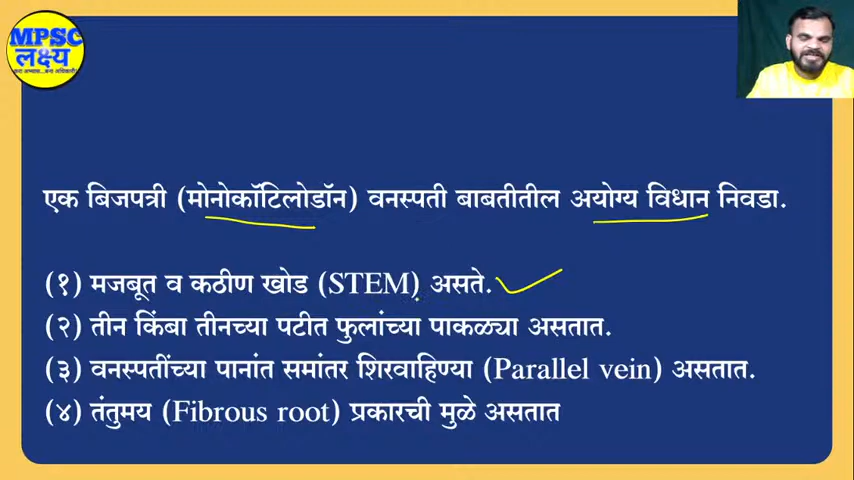 MPSC
लक्ष्य
एक बिजपत्री (मोनोकॉटिलोडॉन) वनस्पती बाबतीतील अयोग्य विधान निवडा.
(१) मजबूत व कठीण खोड (STEM) असते.
(२) तीन किंबा तीनच्या पटीत फुलांच्या पाकळ्या असतात.
(३) वनस्पतींच्या पानांत समांतर शिरवाहिण्या (Parallel vein) असतात.
(४) तंतुमय (Fibrous root) प्रकारची मुळे असतात